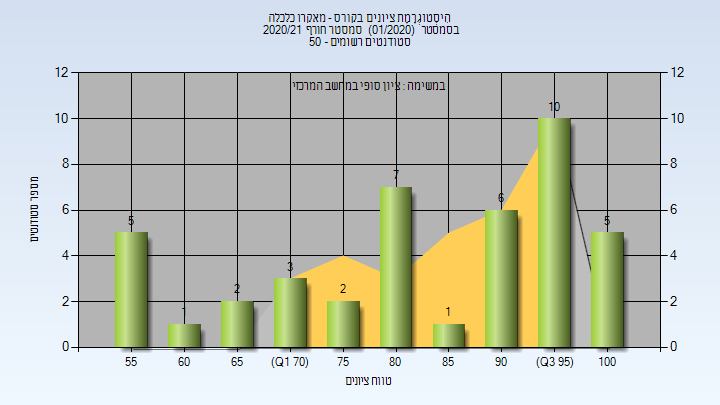 היסטוגרמת ציונים בקורס - מאקרו כלכלה
בסמסטר (01/2020) סמסטר חורף 2020/21
סטודנטים רשומים - 50
במשימה : ציון סופי במחשב המרכזי
12 12
10 10
8 8
6 6
4 4
2 2
0 0
5 1 2 3 2 7 1 6 10 5
55 60 65 (Q1 70) 75 80 85 90 (Q3 95) 100
מספר סטודנטים
טווח ציונים